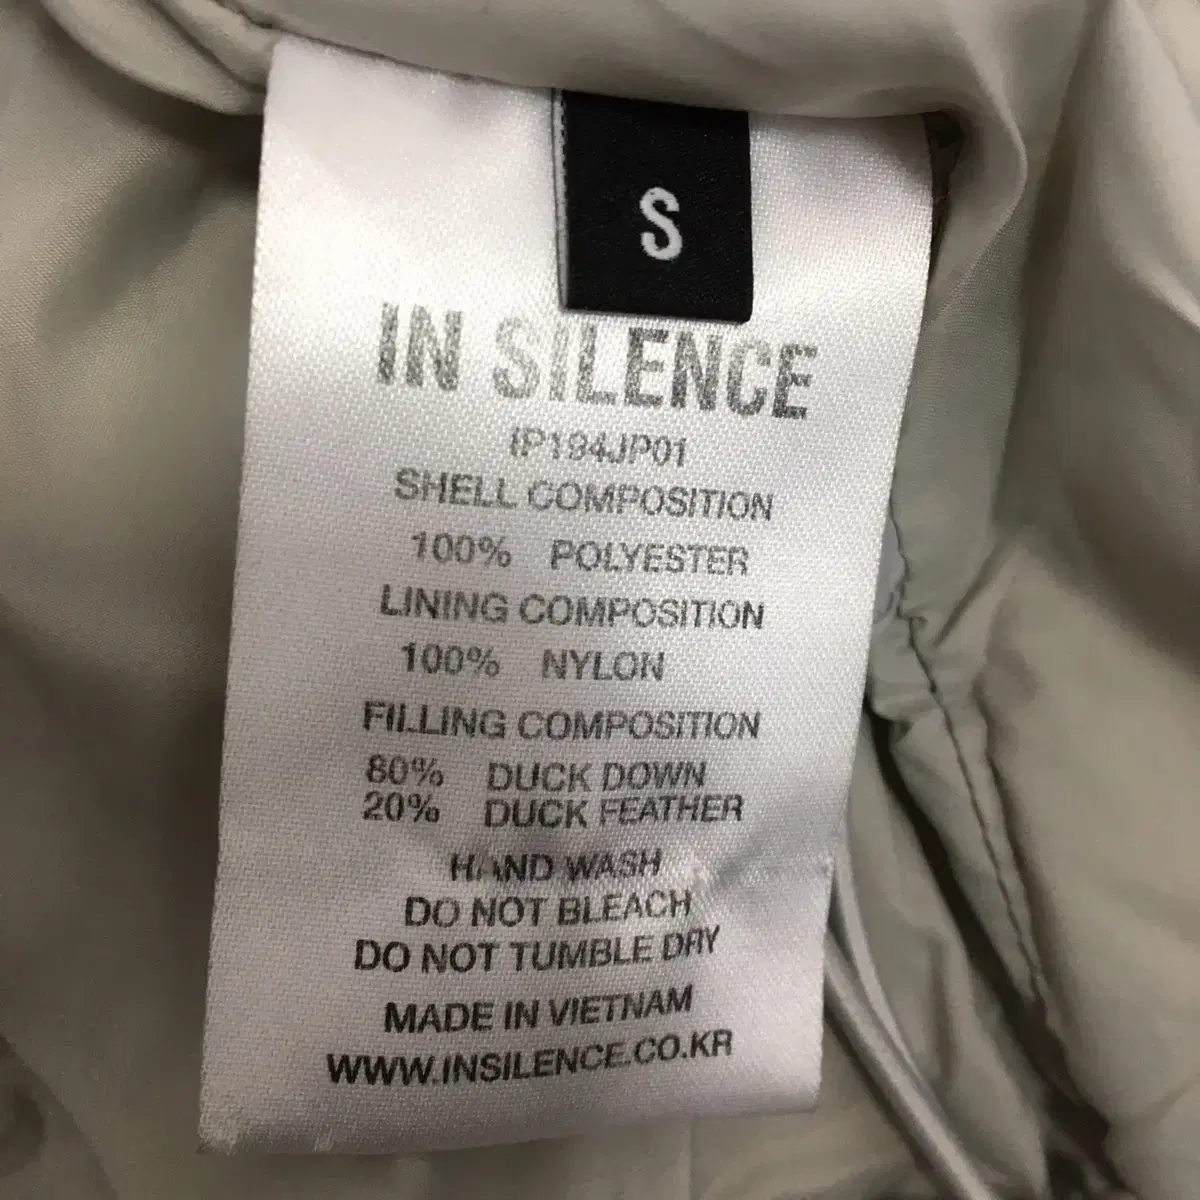 S
IN SILENCE
IP194JP01
SHELL COMPOSITION
100% POLYESTER
LINING COMPOSITION
100% NYLON
FILLING COMPOSITION
80% DUCK DOWN
20% DUCK FEATHER
HAND WASH
DO NOT BLEACH
DO NOT TUMBLE DRY
MADE IN VIETNAM
WWW.INSILENCE.CO.KR